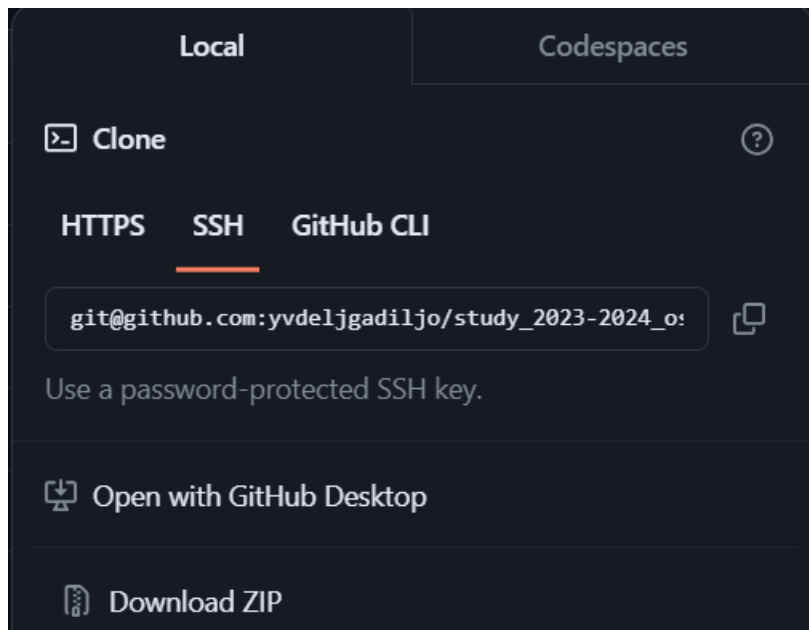 Local Codespaces
Clone
HTTPS SSH GitHub CLI
git@github.com:yvdeljgadiljo/study_2023-2024_os
Use a password-protected SSH key.
Open with GitHub Desktop
Download ZIP